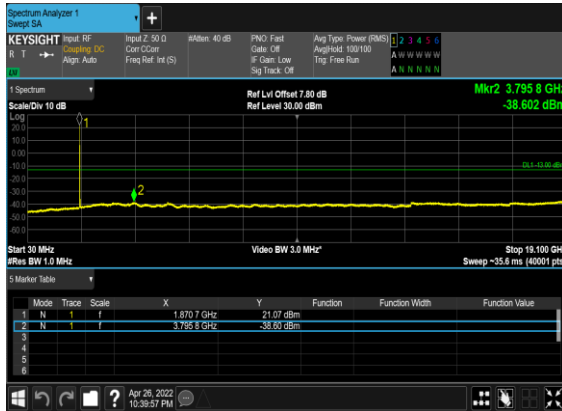 Spectrum Analyzer 1
Swept SA
+
KEYSIGHT Input: RF Input Z: 50 Ω #Atten: 40 dB PNO: Fast Avg Type: Power (RMS) 1 2 3 4 5 6
R T Coupling: DC Corr CCorr Gate: Off Avg|Hold: 100/100 A W W W W W
Align: Auto Freq Ref: Int (S) IF Gain: Low Trig: Free Run
Sig Track: Off A N N N N N
1 Spectrum Ref Lvl Offset 7.80 dB Mkr2 3.795 8 GHz
Scale/Div 10 dB Ref Level 30.00 dBm -38.602 dBm
Log
1
20.0
10.0
0.00
-10.0 DL1 -13.00 dBm
-20.0
-30.0 2
-40.0
-50.0
-60.0
Start 30 MHz Video BW 3.0 MHz* Stop 19.100 GHz
#Res BW 1.0 MHz Sweep ~35.6 ms (40001 pts)
5 Marker Table
Mode Trace Scale X Y Function Function Width Function Value
1 N 1 f 1.870 7 GHz 21.07 dBm
2 N 1 f 3.795 8 GHz -38.60 dBm
3
4
5
6
? Apr 26, 2022
10:39:57 PM